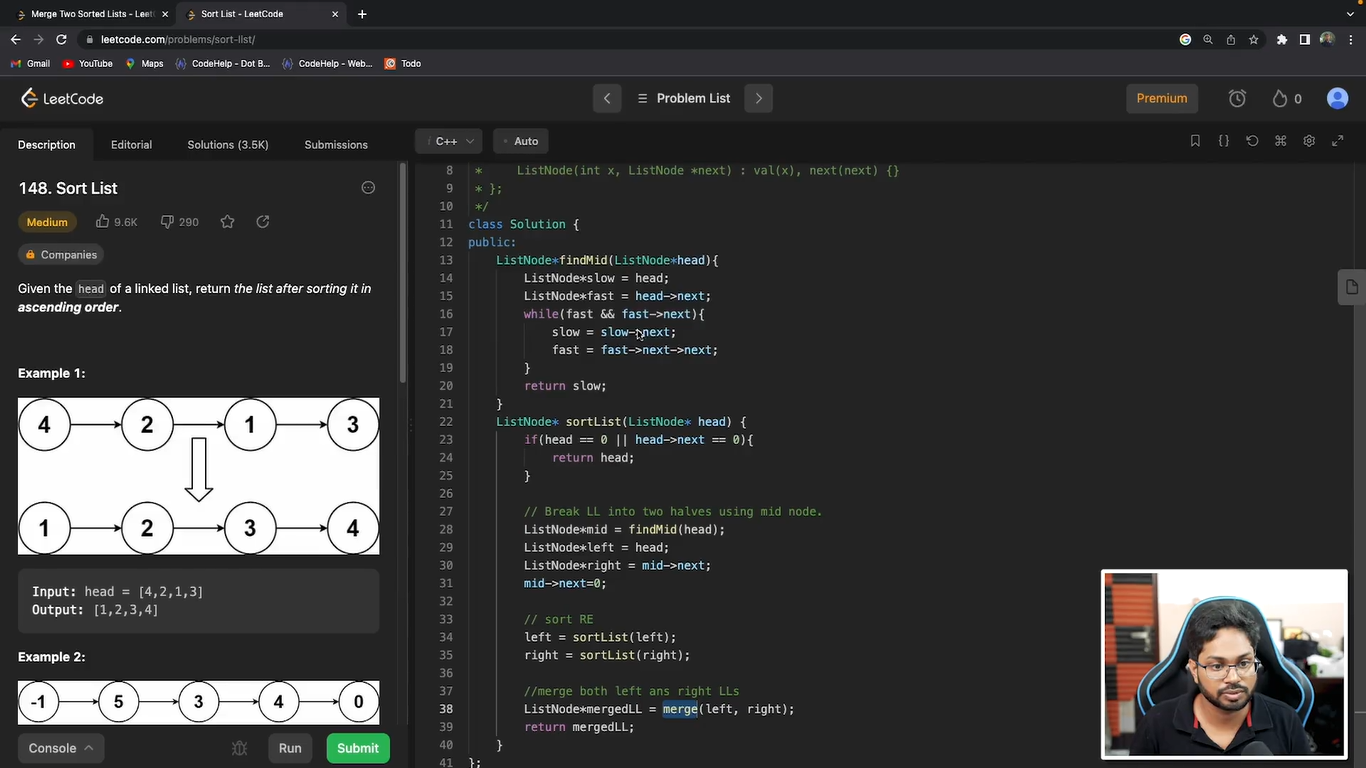 Merge Two Sorted Lists - Leet
Sort List - LeetCode
leetcode.com/problems/sort-list/
Gmail
YouTube
Maps
CodeHelp - Dot B...
CodeHelp - Web...
Todo
LeetCode
Problem List
Premium
0
Description
Editorial
Solutions (3.5K)
Submissions
148. Sort List
Medium
9.6K
290
Companies
Given the head of a linked list, return the list after sorting it in
ascending order.
Example 1:
4 2 1 3
1 2 3 4
Input: head = [4,2,1,3]
Output: [1,2,3,4]
Example 2:
-1 5 3 4 0
Console
Run
Submit
i C++
Auto
8 * ListNode(int x, ListNode *next) : val(x), next(next) {}
9 * };
10 */
11 class Solution {
12 public:
13 ListNode*findMid(ListNode*head){
14 ListNode*slow = head;
15 ListNode*fast = head->next;
16 while(fast && fast->next){
17 slow = slow->next;
18 fast = fast->next->next;
19 }
20 return slow;
21 }
22 ListNode* sortList(ListNode* head) {
23 if(head == 0 || head->next == 0){
24 return head;
25 }
26
27 // Break LL into two halves using mid node.
28 ListNode*mid = findMid(head);
29 ListNode*left = head;
30 ListNode*right = mid->next;
31 mid->next=0;
32
33 // sort RE
34 left = sortList(left);
35 right = sortList(right);
36
37 //merge both left ans right LLs
38 ListNode*mergedLL = merge(left, right);
39 return mergedLL;
40 }
41 };